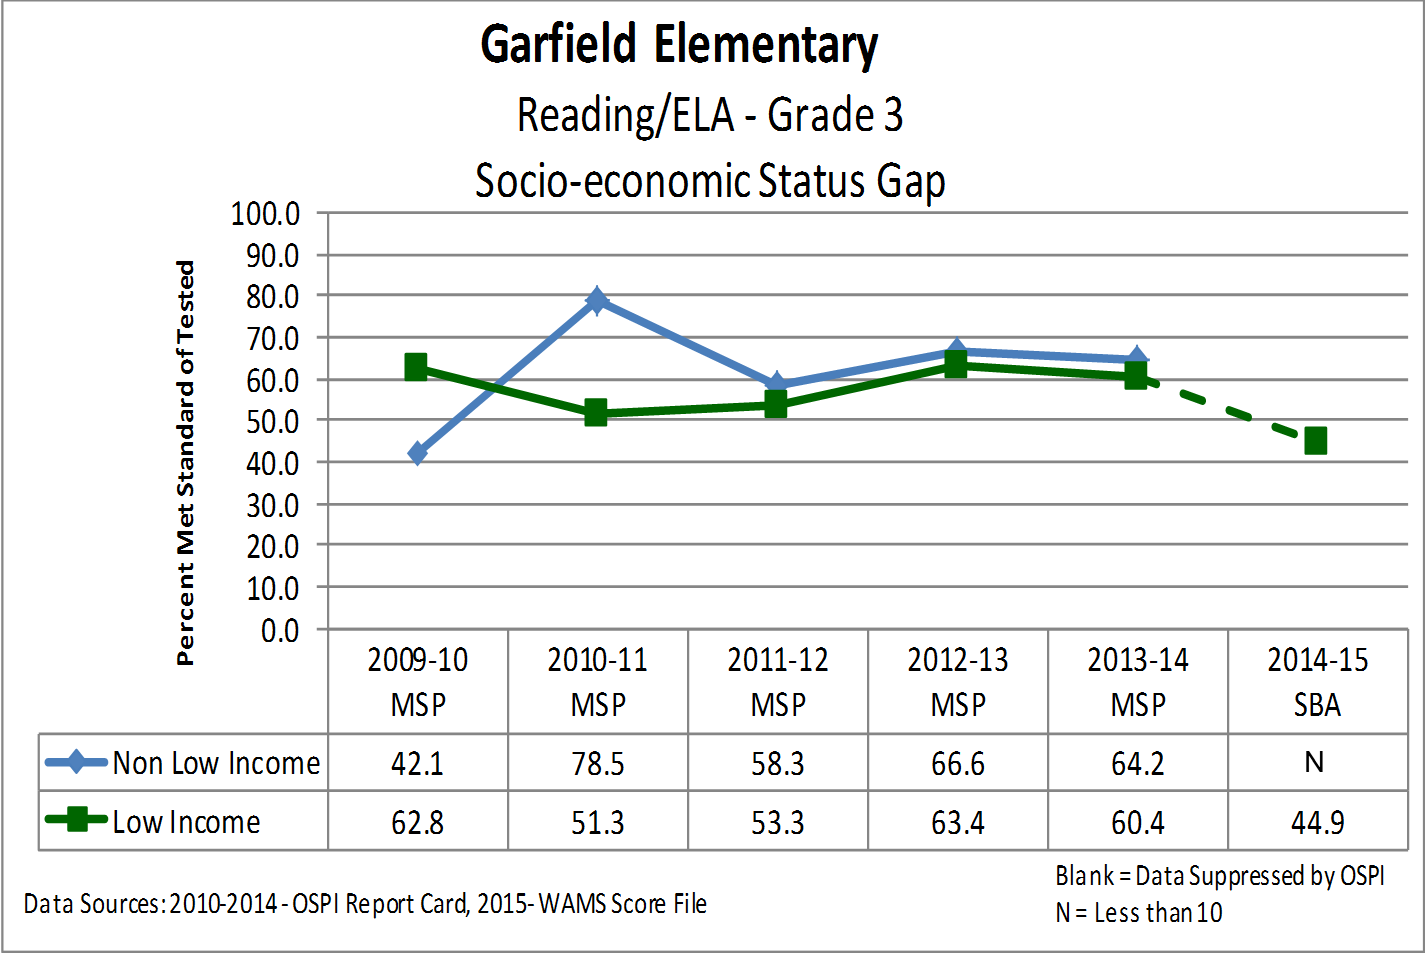 Garfield Elementary
Reading/ELA - Grade 3
Socio-economic Status Gap
Percent Met Standard of Tested
100.0
90.0
80.0
70.0
60.0
50.0
40.0
30.0
20.0
10.0
0.0
2009-10 2010-11 2011-12 2012-13 2013-14 2014-15
MSP MSP MSP MSP MSP SBA
Non Low Income 42.1 78.5 58.3 66.6 64.2 N
Low Income 62.8 51.3 53.3 63.4 60.4 44.9
Blank = Data Suppressed by OSPI
Data Sources: 2010-2014 - OSPI Report Card, 2015- WAMS Score File
N = Less than 10